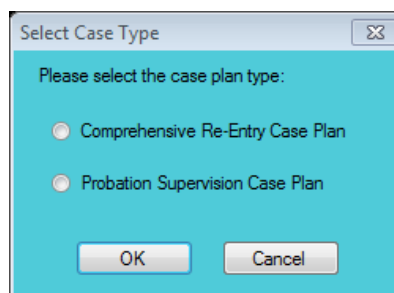 Select Case Type
Please select the case plan type:
Comprehensive Re-Entry Case Plan
Probation Supervision Case Plan
OK Cancel